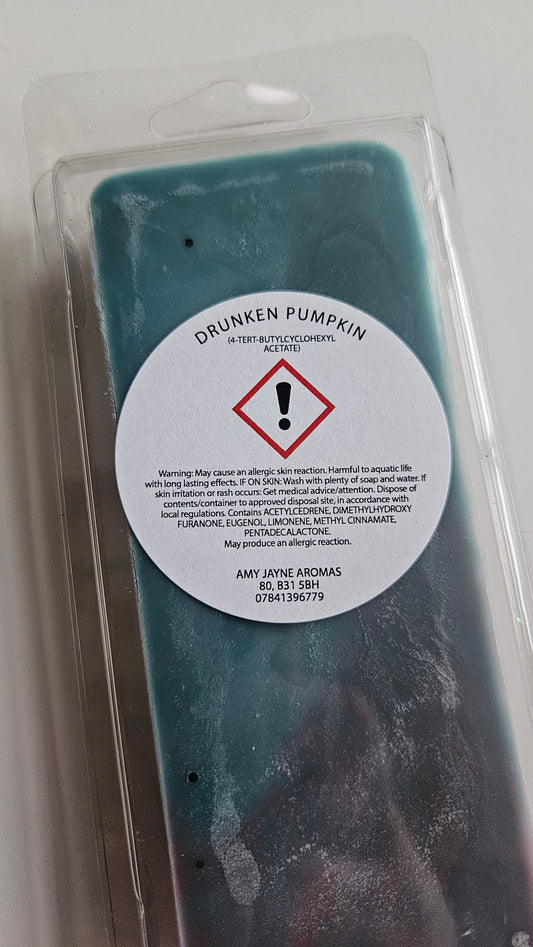 DRUNKEN PUMPKIN
(4-TERT-BUTYLCYCLOHEXYL
ACETATE)
Warning: May cause an allergic skin reaction. Harmful to aquatic life
with long lasting effects. IF ON SKIN: Wash with plenty of soap and water. If
skin irritation or rash occurs: Get medical advice/attention. Dispose of
contents/container to approved disposal site, in accordance with
local regulations. Contains ACETYLCEDRENE, DIMETHYLHYDROXY
FURANONE, EUGENOL, LIMONENE, METHYL CINNAMATE,
PENTADECALACTONE.
May produce an allergic reaction.
AMY JAYNE AROMAS
80, B31 5BH
07841396779